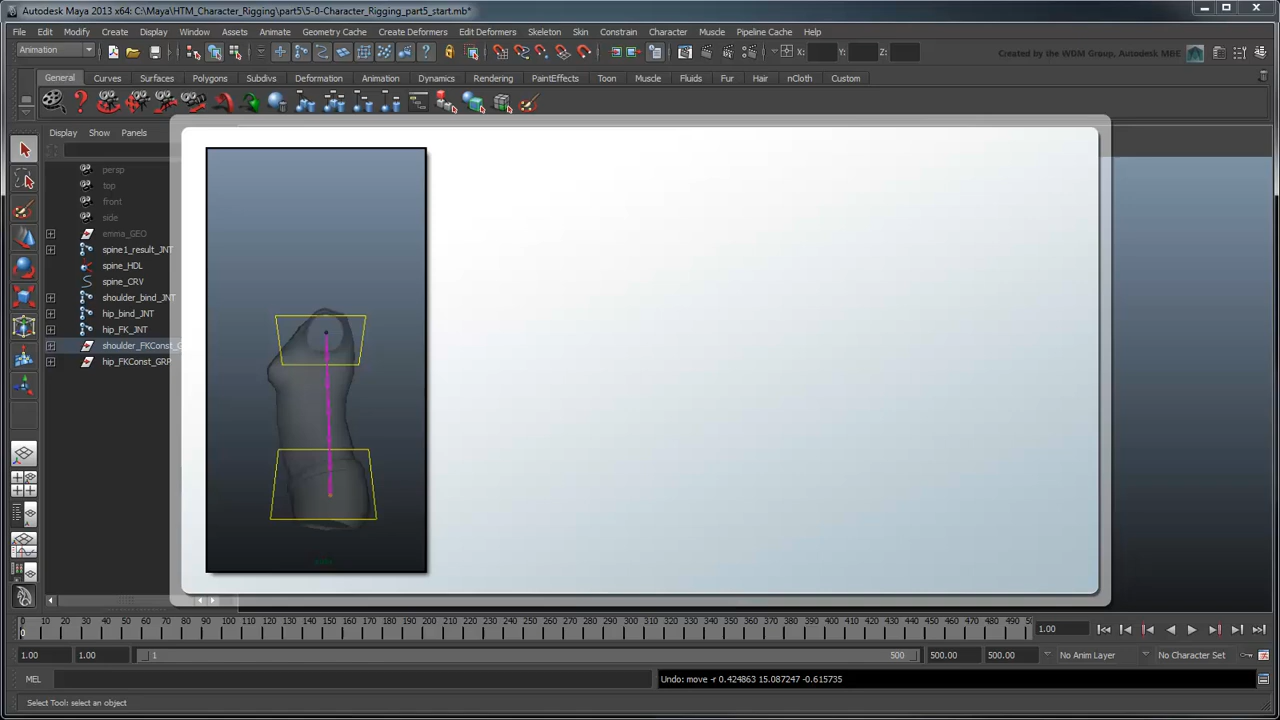 Autodesk Maya 2013 x64: C:\Maya\HTM_Character_Rigging\part5\5-0-Character_Rigging_part5_start.mb*
File Edit Modify Create Display Window Assets Animate Geometry Cache Create Deformers Edit Deformers Skeleton Skin Constrain Character Muscle Pipeline Cache Help
Animation X: Y: Z: Created by the WDM Group, Autodesk MBE
General Curves Surfaces Polygons Subdivs Deformation Animation Dynamics Rendering PaintEffects Toon Muscle Fluids Fur Hair nCloth Custom
Display Show Panels
persp
top
front
side
emma_GEO
spine1_result_JNT
spine_HDL
spine_CRV
shoulder_bind_JNT
hip_bind_JNT
hip_FK_JNT
shoulder_FKConst_G
hip_FKConst_GRP
0 10 20 30 40 50 60 70 80 90 100 110 120 130 140 150 160 170 180 190 200 210 220 230 240 250 260 270 280 290 300 310 320 330 340 350 360 370 380 390 400 410 420 430 440 450 460 470 480 490 50
0 1.00
1.00 1.00 1 500 500.00 500.00 No Anim Layer No Character Set
MEL Undo: move -r 0.424863 15.087247 -0.615735
Select Tool: select an object